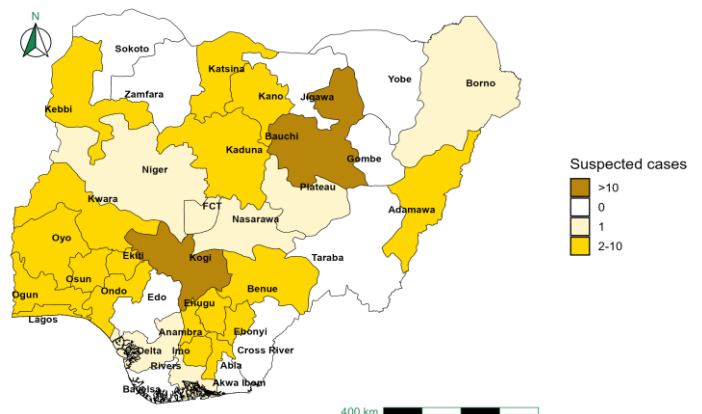 N
Sokoto
Katsina
Yobe
Borno
Zamfara
Kano
Jigawa
Kebbi
Bauchi
Kaduna
Gombe
Niger
Plateau
Suspected cases
>10
0
1
2-10
Kwara
FCT
Nasarawa
Adamawa
Oyo
Ekiti
Kogi
Taraba
Osun
Benue
Ogun
Ondo
Edo
Enugu
Lagos
Anambra
Ebonyi
Delta
Imo
Cross River
Rivers
Abia
Bayelsa
Akwa Ibom
400 km